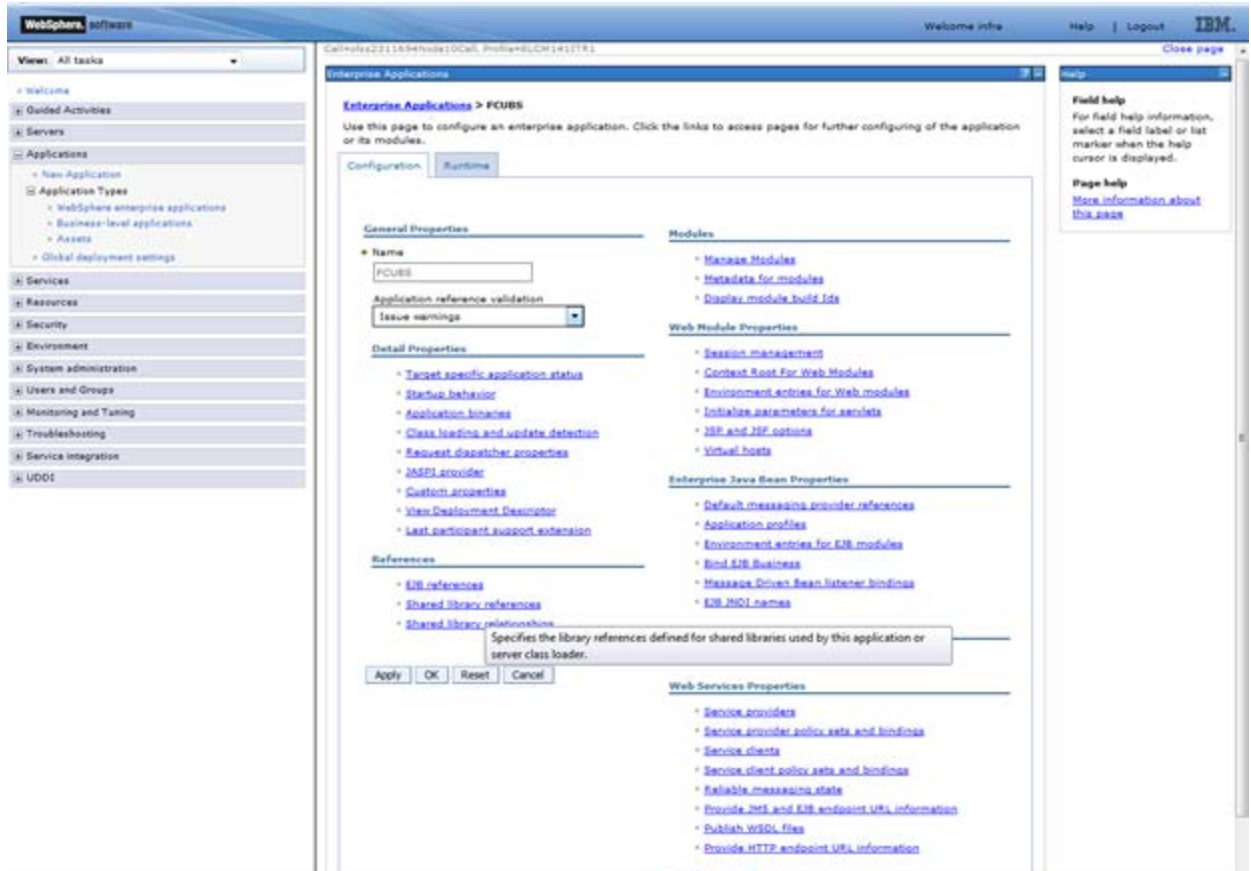 WebSphere. software
Welcome infra
Help | Logout
IBM.
View: All tasks
Close page
Welcome
Guided Activities
Servers
Applications
New Application
Application Types
WebSphere enterprise applications
Business-level applications
Assets
Global deployment settings
Services
Resources
Security
Environment
System administration
Users and Groups
Monitoring and Tuning
Troubleshooting
Service integration
UDDI
Enterprise Applications
Enterprise Applications > FCUBS
Use this page to configure an enterprise application. Click the links to access pages for further configuring of the application
or its modules.
Configuration
Runtime
General Properties
Name
FCUBS
Application reference validation
Issue warnings
Detail Properties
Target specific application status
Startup behavior
Application binaries
Class loading and update detection
Request dispatcher properties
JASPI provider
Custom properties
View Deployment Descriptor
Last participant support extension
References
EJB references
Shared library references
Shared library relationships
Specifies the library references defined for shared libraries used by this application or
server class loader.
Apply OK Reset Cancel
Modules
Manage Modules
Metadata for modules
Display module build Ids
Web Module Properties
Session management
Context Root For Web Modules
Environment entries for Web modules
Initialize parameters for servlets
JSP and JSF options
Virtual hosts
Enterprise Java Bean Properties
Default messaging provider references
Application profiles
Environment entries for EJB modules
Bind EJB Business
Message Driven Bean listener bindings
EJB JNDI names
Web Services Properties
Service providers
Service provider policy sets and bindings
Service clients
Service client policy sets and bindings
Reliable messaging state
Provide JMS and EJB endpoint URL information
Publish WSDL files
Provide HTTP endpoint URL information
Help
Field help
For field help information,
select a field label or list
marker when the help
cursor is displayed.
Page help
More information about
this page